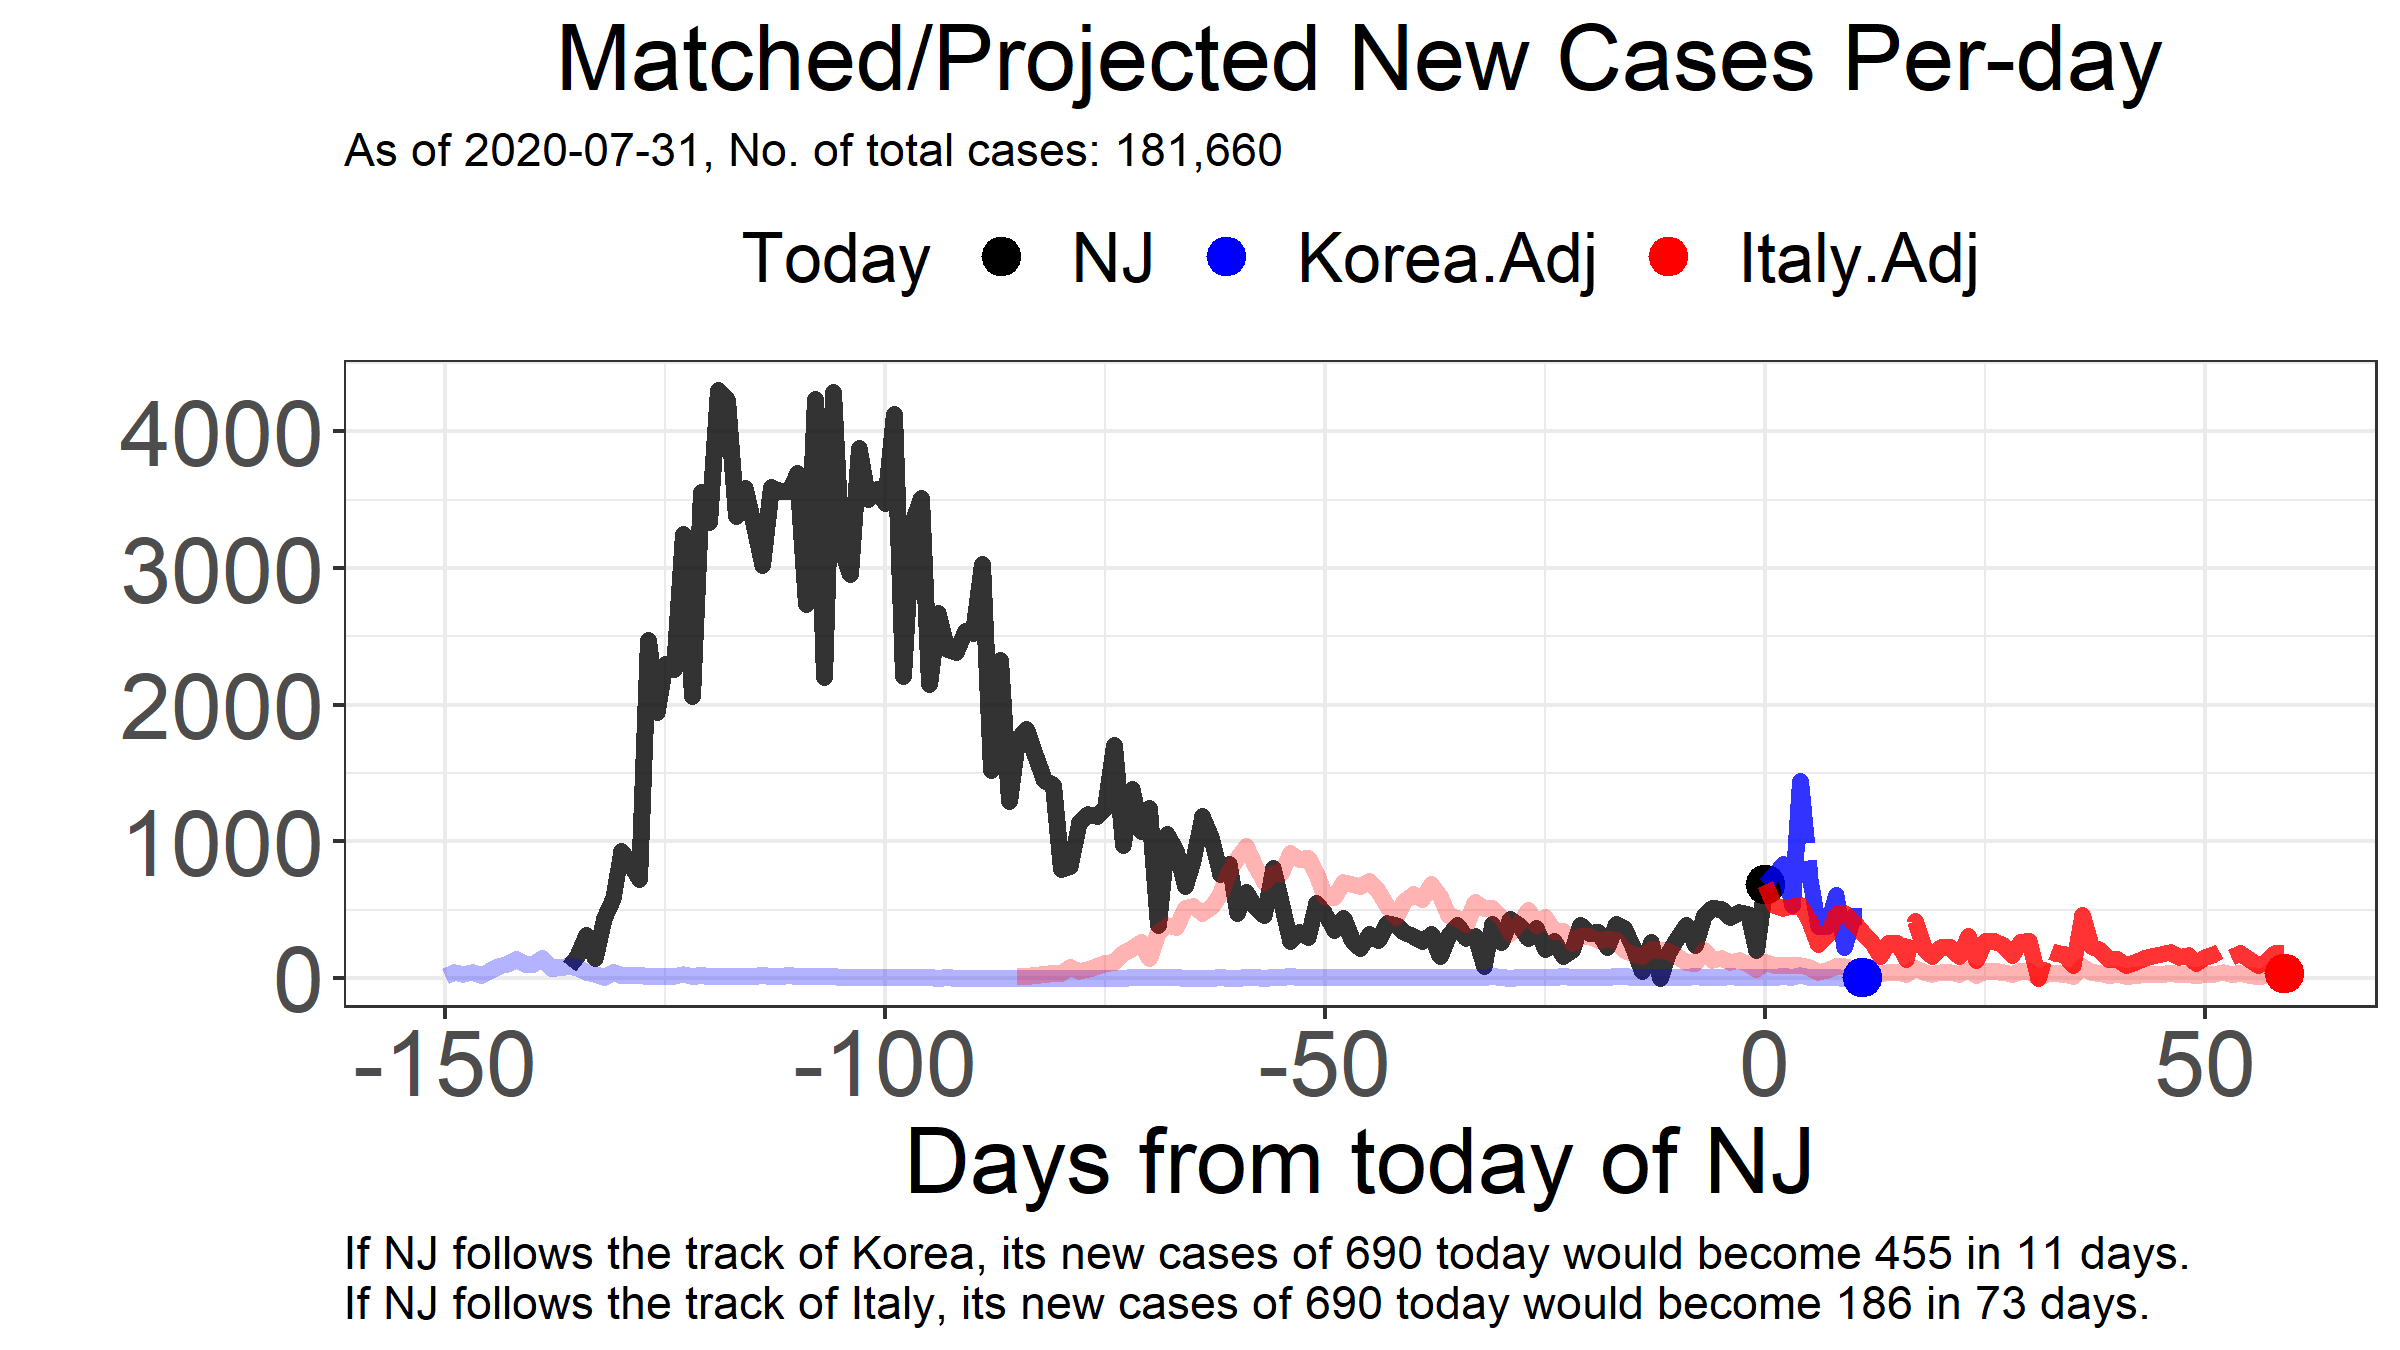 Matched/Projected New Cases Per-day
As of 2020-07-31, No. of total cases: 181,660
Today NJ Korea.Adj Italy.Adj
4000
3000
2000
1000
0
-150 -100 -50 0 50
Days from today of NJ
If NJ follows the track of Korea, its new cases of 690 today would become 455 in 11 days.
If NJ follows the track of Italy, its new cases of 690 today would become 186 in 73 days.